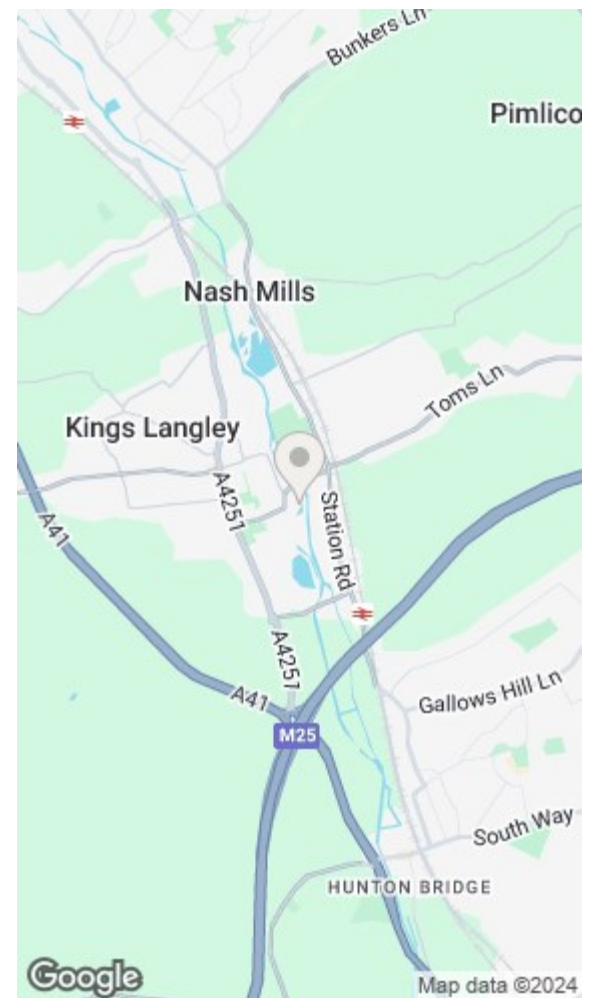 Bunkers Ln
Pimlico
Nash Mills
Toms Ln
Kings Langley
A4251
Station Rd
A41
A4251
A41
Gallows Hill Ln
M25
South Way
HUNTON BRIDGE
Google
Map data ©2024